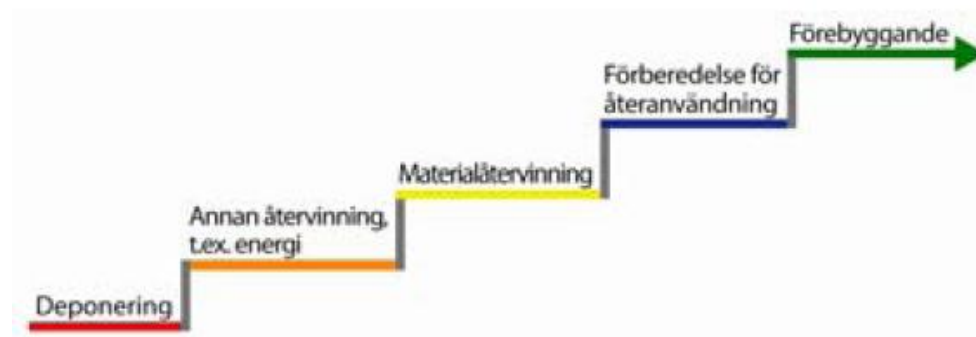 Förebyggande
Förberedelse för
återanvändning
Materialåtervinning
Annan återvinning,
t.ex. energi
Deponering